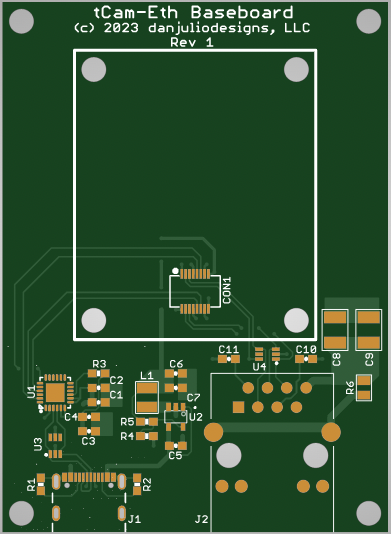 tCam-Eth Baseboard
(c) 2023 danjuliodesigns, LLC
Rev 1
CON1
C11
C10
U4
C8
C9
R3
C2
C1
U1
C4
C3
U3
L1
C6
C7
R5
R4
U2
C5
R6
R1
R2
J1
J2